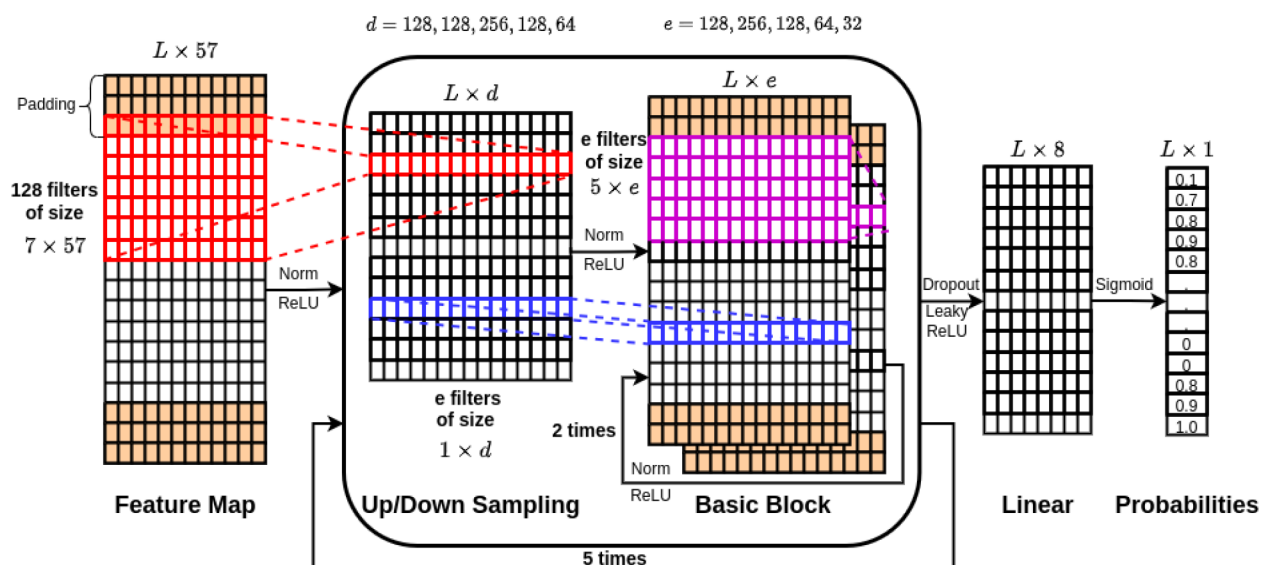 d = 128, 128, 256, 128, 64
e = 128, 256, 128, 64, 32
L × 57
Padding
128 filters
of size
7 × 57
Norm
ReLU
Feature Map
L × d
e filters
of size
1 × d
Up/Down Sampling
Norm
ReLU
L × e
e filters
of size
5 × e
2 times
Norm
ReLU
Basic Block
5 times
Dropout
Leaky
ReLU
L × 8
Linear
Sigmoid
L × 1
0.1
0.7
0.8
0.9
0.8
.
.
.
0
0
0.8
0.9
1.0
Probabilities